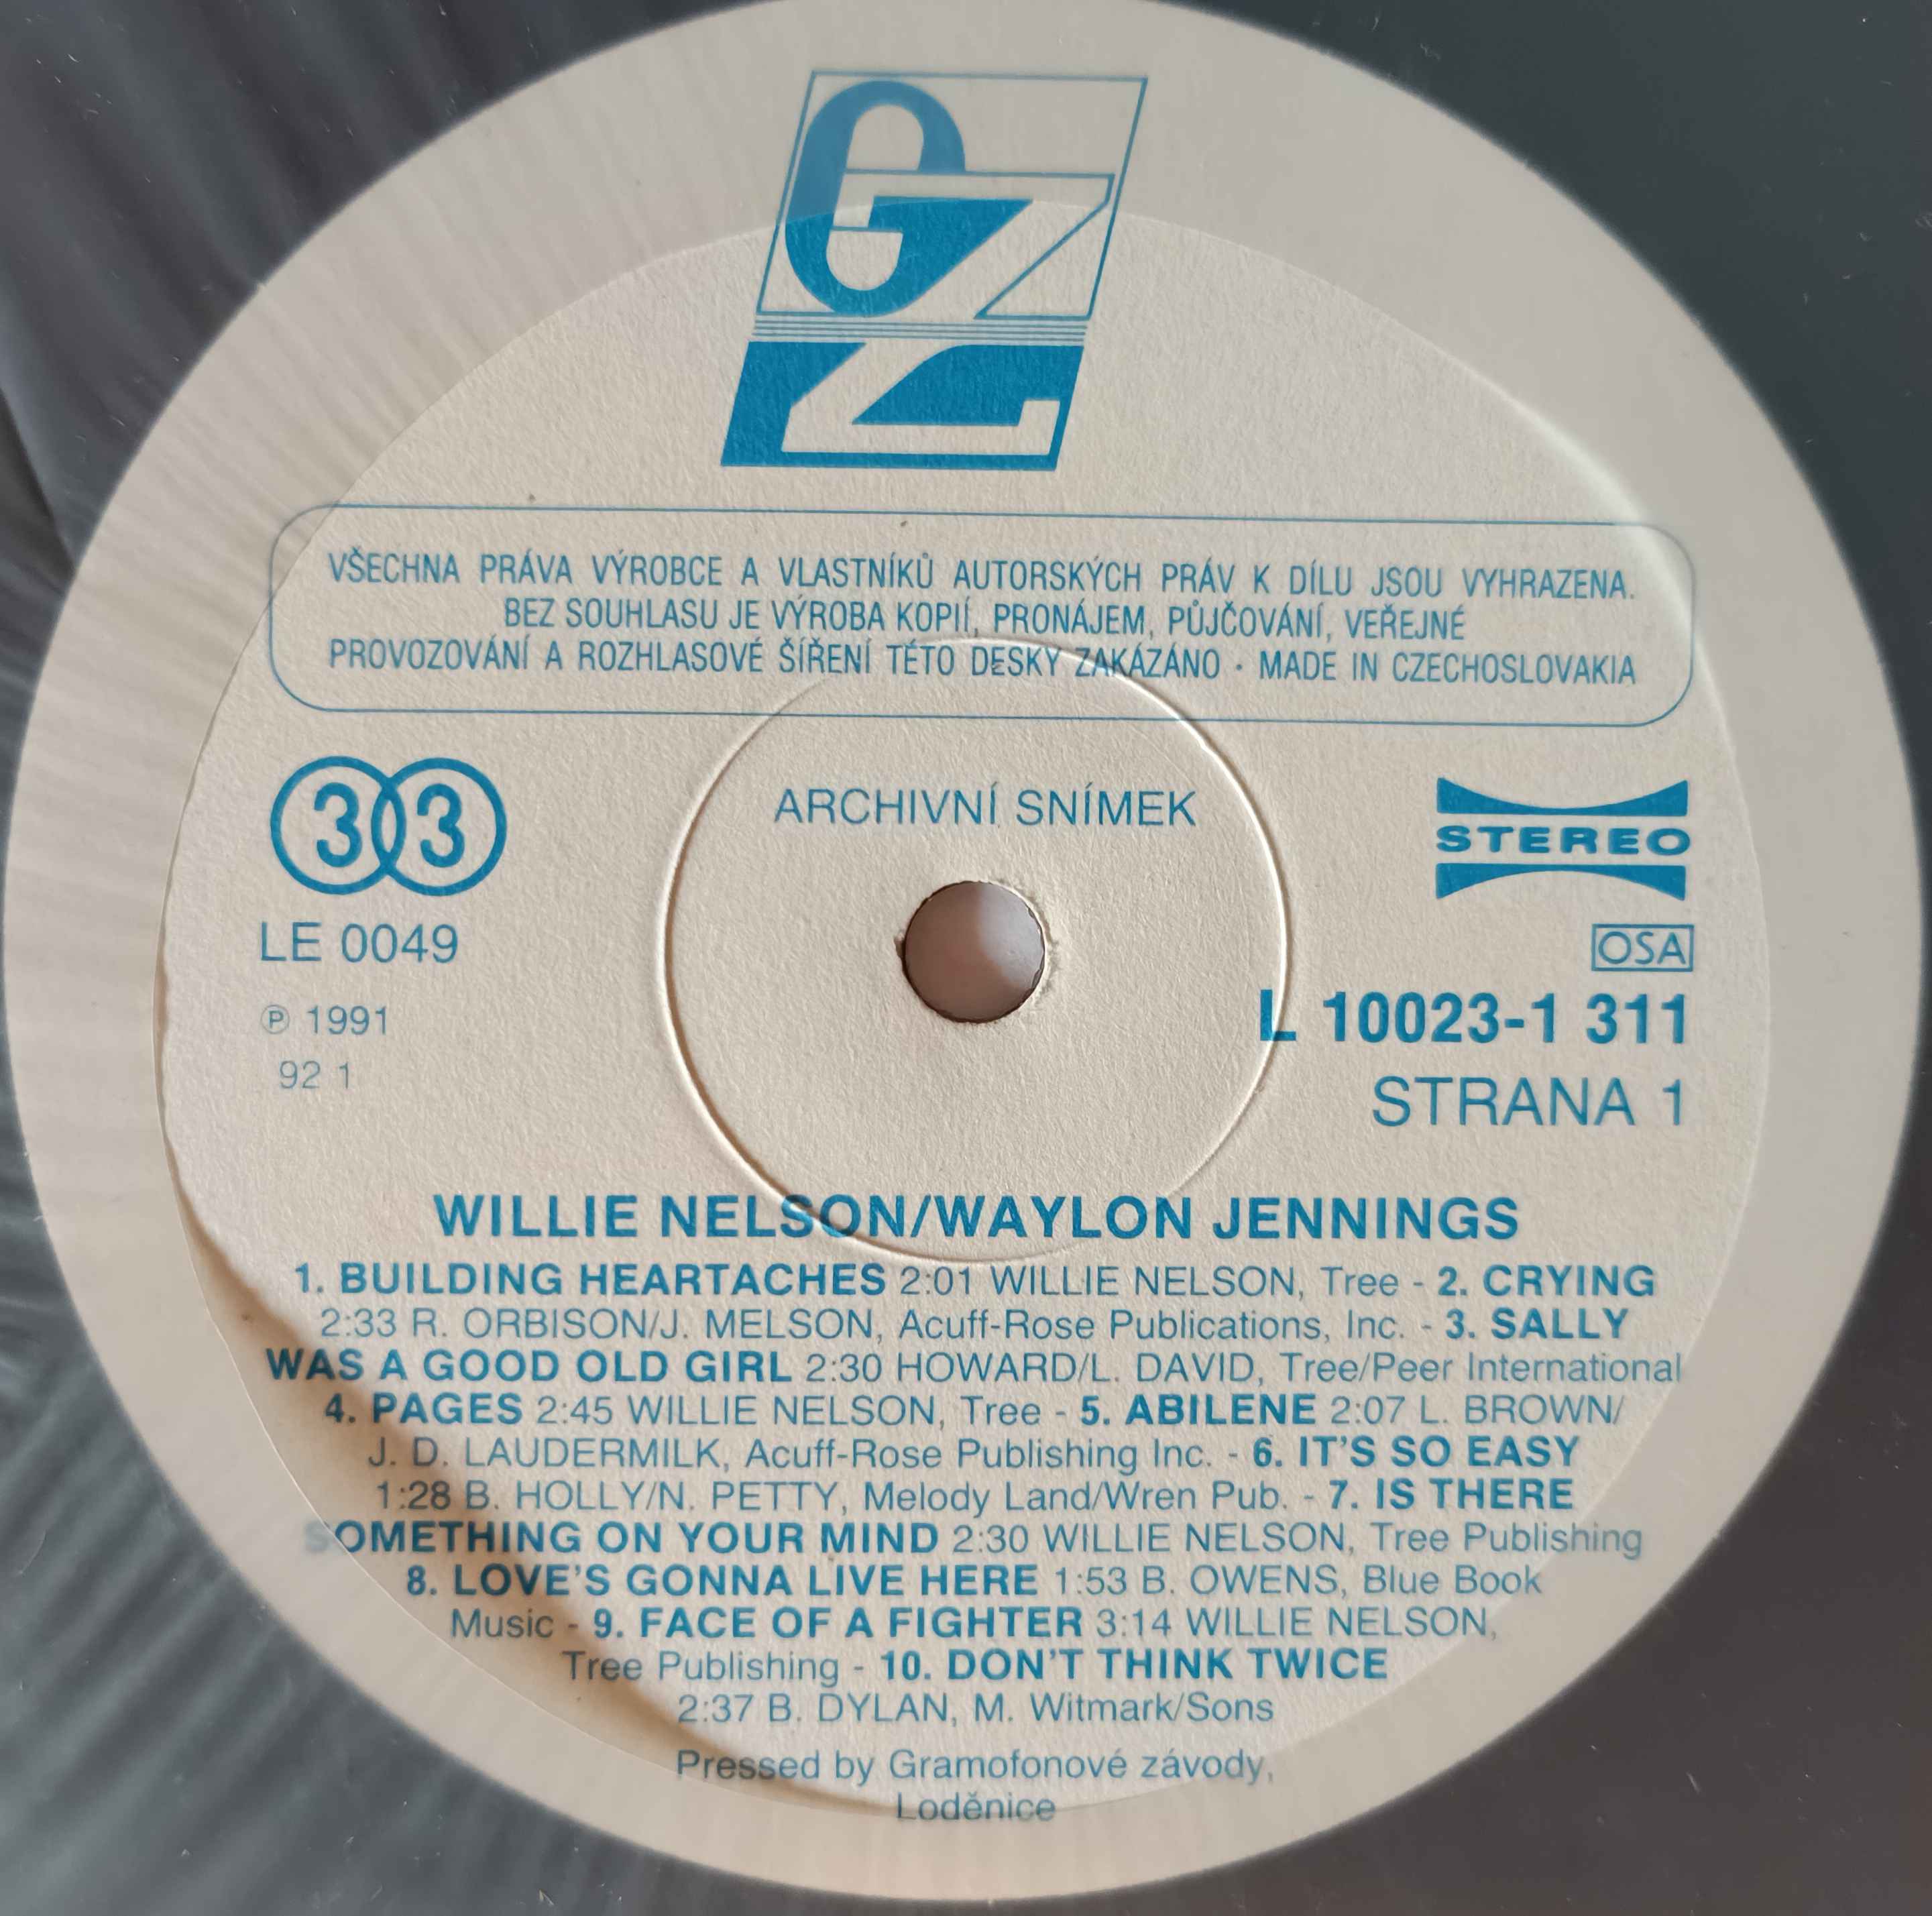 GZL
VŠECHNA PRÁVA VÝROBCE A VLASTNÍKŮ AUTORSKÝCH PRÁV K DÍLU JSOU VYHRAZENA.
BEZ SOUHLASU JE VÝROBA KOPIÍ, PRONÁJEM, PŮJČOVÁNÍ, VEŘEJNÉ
PROVOZOVÁNÍ A ROZHLASOVÉ ŠÍŘENÍ TÉTO DESKY ZAKÁZÁNO · MADE IN CZECHOSLOVAKIA
33
ARCHIVNÍ SNÍMEK
STEREO
LE 0049
OSA
℗ 1991
L 10023-1 311
92 1
STRANA 1
WILLIE NELSON/WAYLON JENNINGS
1. BUILDING HEARTACHES 2:01 WILLIE NELSON, Tree - 2. CRYING
2:33 R. ORBISON/J. MELSON, Acuff-Rose Publications, Inc. - 3. SALLY
WAS A GOOD OLD GIRL 2:30 HOWARD/L. DAVID, Tree/Peer International
4. PAGES 2:45 WILLIE NELSON, Tree - 5. ABILENE 2:07 L. BROWN/
J. D. LAUDERMILK, Acuff-Rose Publishing Inc. - 6. IT'S SO EASY
1:28 B. HOLLY/N. PETTY, Melody Land/Wren Pub. - 7. IS THERE
SOMETHING ON YOUR MIND 2:30 WILLIE NELSON, Tree Publishing
8. LOVE'S GONNA LIVE HERE 1:53 B. OWENS, Blue Book
Music - 9. FACE OF A FIGHTER 3:14 WILLIE NELSON,
Tree Publishing - 10. DON'T THINK TWICE
2:37 B. DYLAN, M. Witmark/Sons
Pressed by Gramofonové závody,
Loděnice